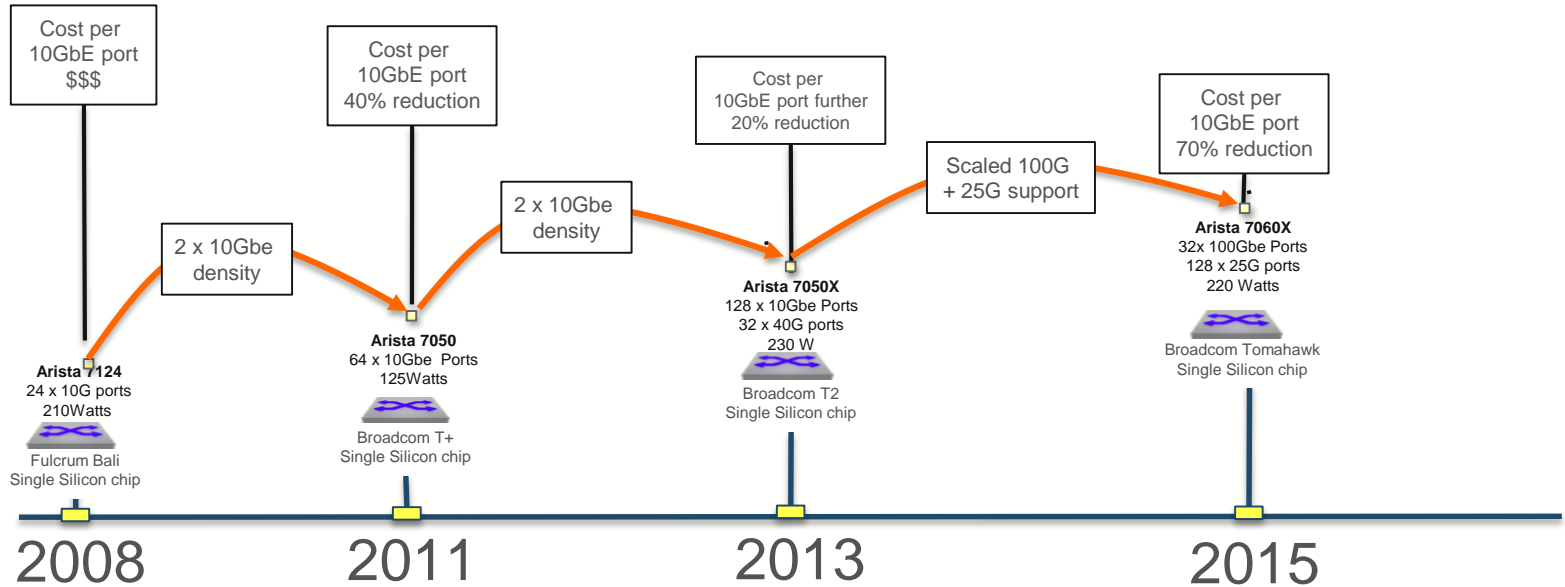 Cost per
10GbE port
$$$
Cost per
10GbE port
40% reduction
Cost per
10GbE port further
20% reduction
Cost per
10GbE port
70% reduction
2 x 10Gbe
density
2 x 10Gbe
density
Scaled 100G
+ 25G support
Arista 7124
24 x 10G ports
210Watts
Fulcrum Bali
Single Silicon chip
Arista 7050
64 x 10Gbe Ports
125Watts
Broadcom T+
Single Silicon chip
Arista 7050X
128 x 10Gbe Ports
32 x 40G ports
230 W
Broadcom T2
Single Silicon chip
Arista 7060X
32x 100Gbe Ports
128 x 25G ports
220 Watts
Broadcom Tomahawk
Single Silicon chip
2008
2011
2013
2015